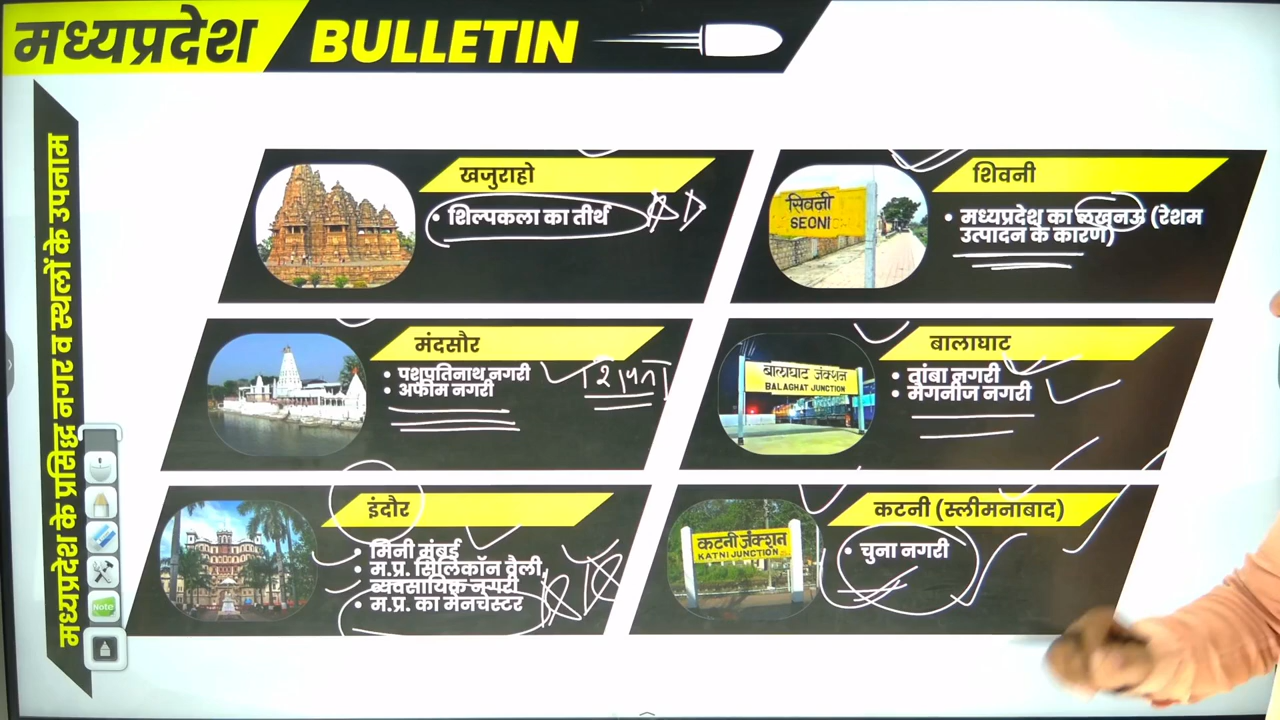 मध्यप्रदेश BULLETIN
मध्यप्रदेश के प्रसिद्ध नगर व स्थलों के उपनाम
खजुराहो
• शिल्पकला का तीर्थ
शिवनी
सिवनी
SEONI
• मध्यप्रदेश का लखनऊ (रेशम
उत्पादन के कारण)
मंदसौर
• पशुपतिनाथ नगरी
• अफीम नगरी
बालाघाट
बालाघाट जंक्शन
BALAGHAT JUNCTION
• तांबा नगरी
• मैगनीज नगरी
इंदौर
• मिनी मुंबई
• म.प्र. सिलिकॉन वैली,
व्यवसायिक नगरी
• म.प्र. का मैनचेस्टर
कटनी (स्लीमनाबाद)
कटनी जंक्शन
KATNI JUNCTION
• चुना नगरी
Note